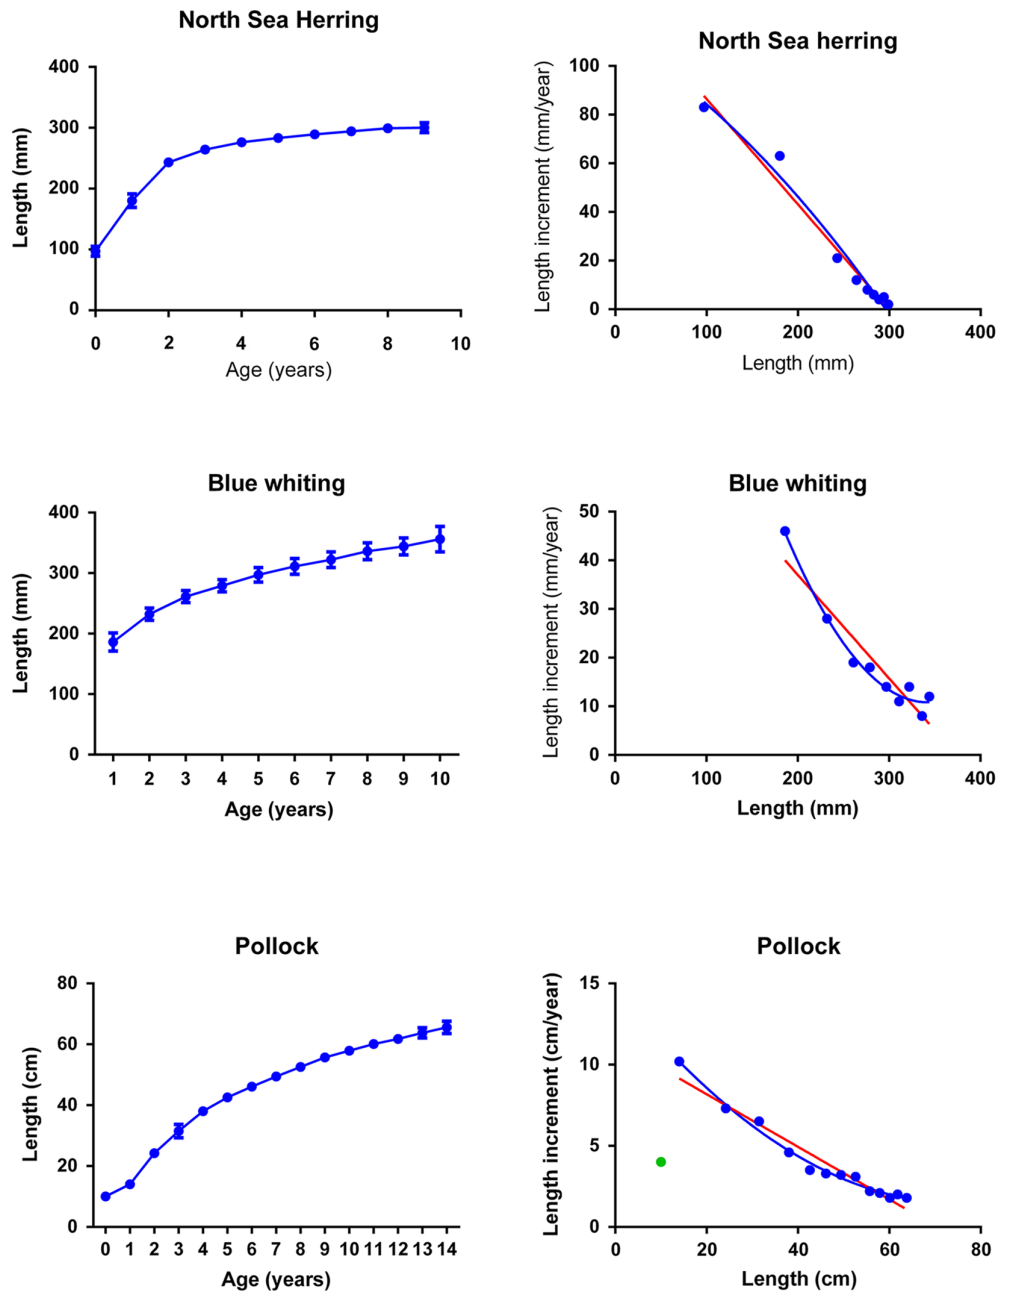 North Sea Herring
400
300
200
100
0
Length (mm)
0 2 4 6 8 10
Age (years)
North Sea herring
100
80
60
40
20
0
Length increment (mm/year)
0 100 200 300 400
Length (mm)
Blue whiting
400
300
200
100
0
Length (mm)
1 2 3 4 5 6 7 8 9 10
Age (years)
Blue whiting
50
40
30
20
10
0
Length increment (mm/year)
0 100 200 300 400
Length (mm)
Pollock
80
60
40
20
0
Length (cm)
0 1 2 3 4 5 6 7 8 9 10 11 12 13 14
Age (years)
Pollock
15
10
5
0
Length increment (cm/year)
0 20 40 60 80
Length (cm)